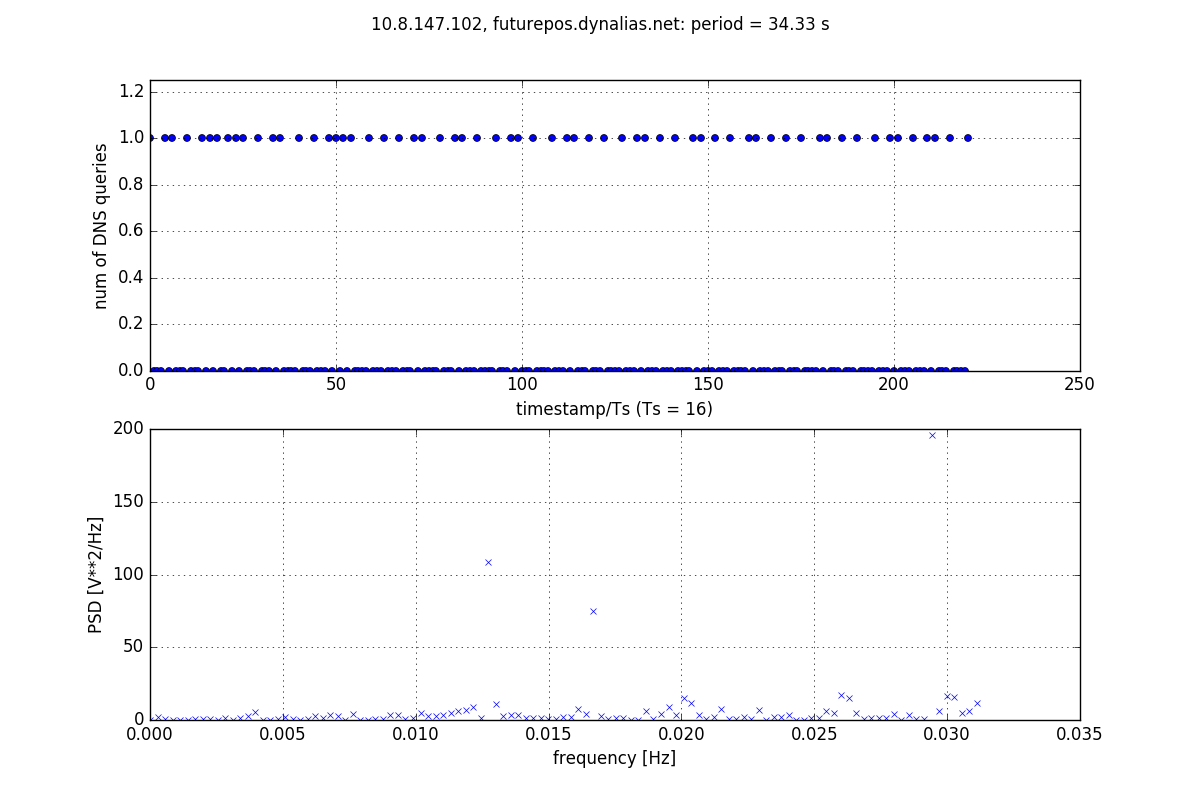 10.8.147.102, futurepos.dynalias.net: period = 34.33 s
1.2
1.0
0.8
0.6
0.4
0.2
0.0
num of DNS queries
0 50 100 150 200 250
timestamp/Ts (Ts = 16)
200
150
100
50
0
PSD [V**2/Hz]
0.000 0.005 0.010 0.015 0.020 0.025 0.030 0.035
frequency [Hz]